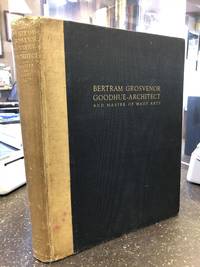 BERTRAM GROSVENOR
GOODHUE-ARCHITECT
AND MASTER OF MANY ARTS